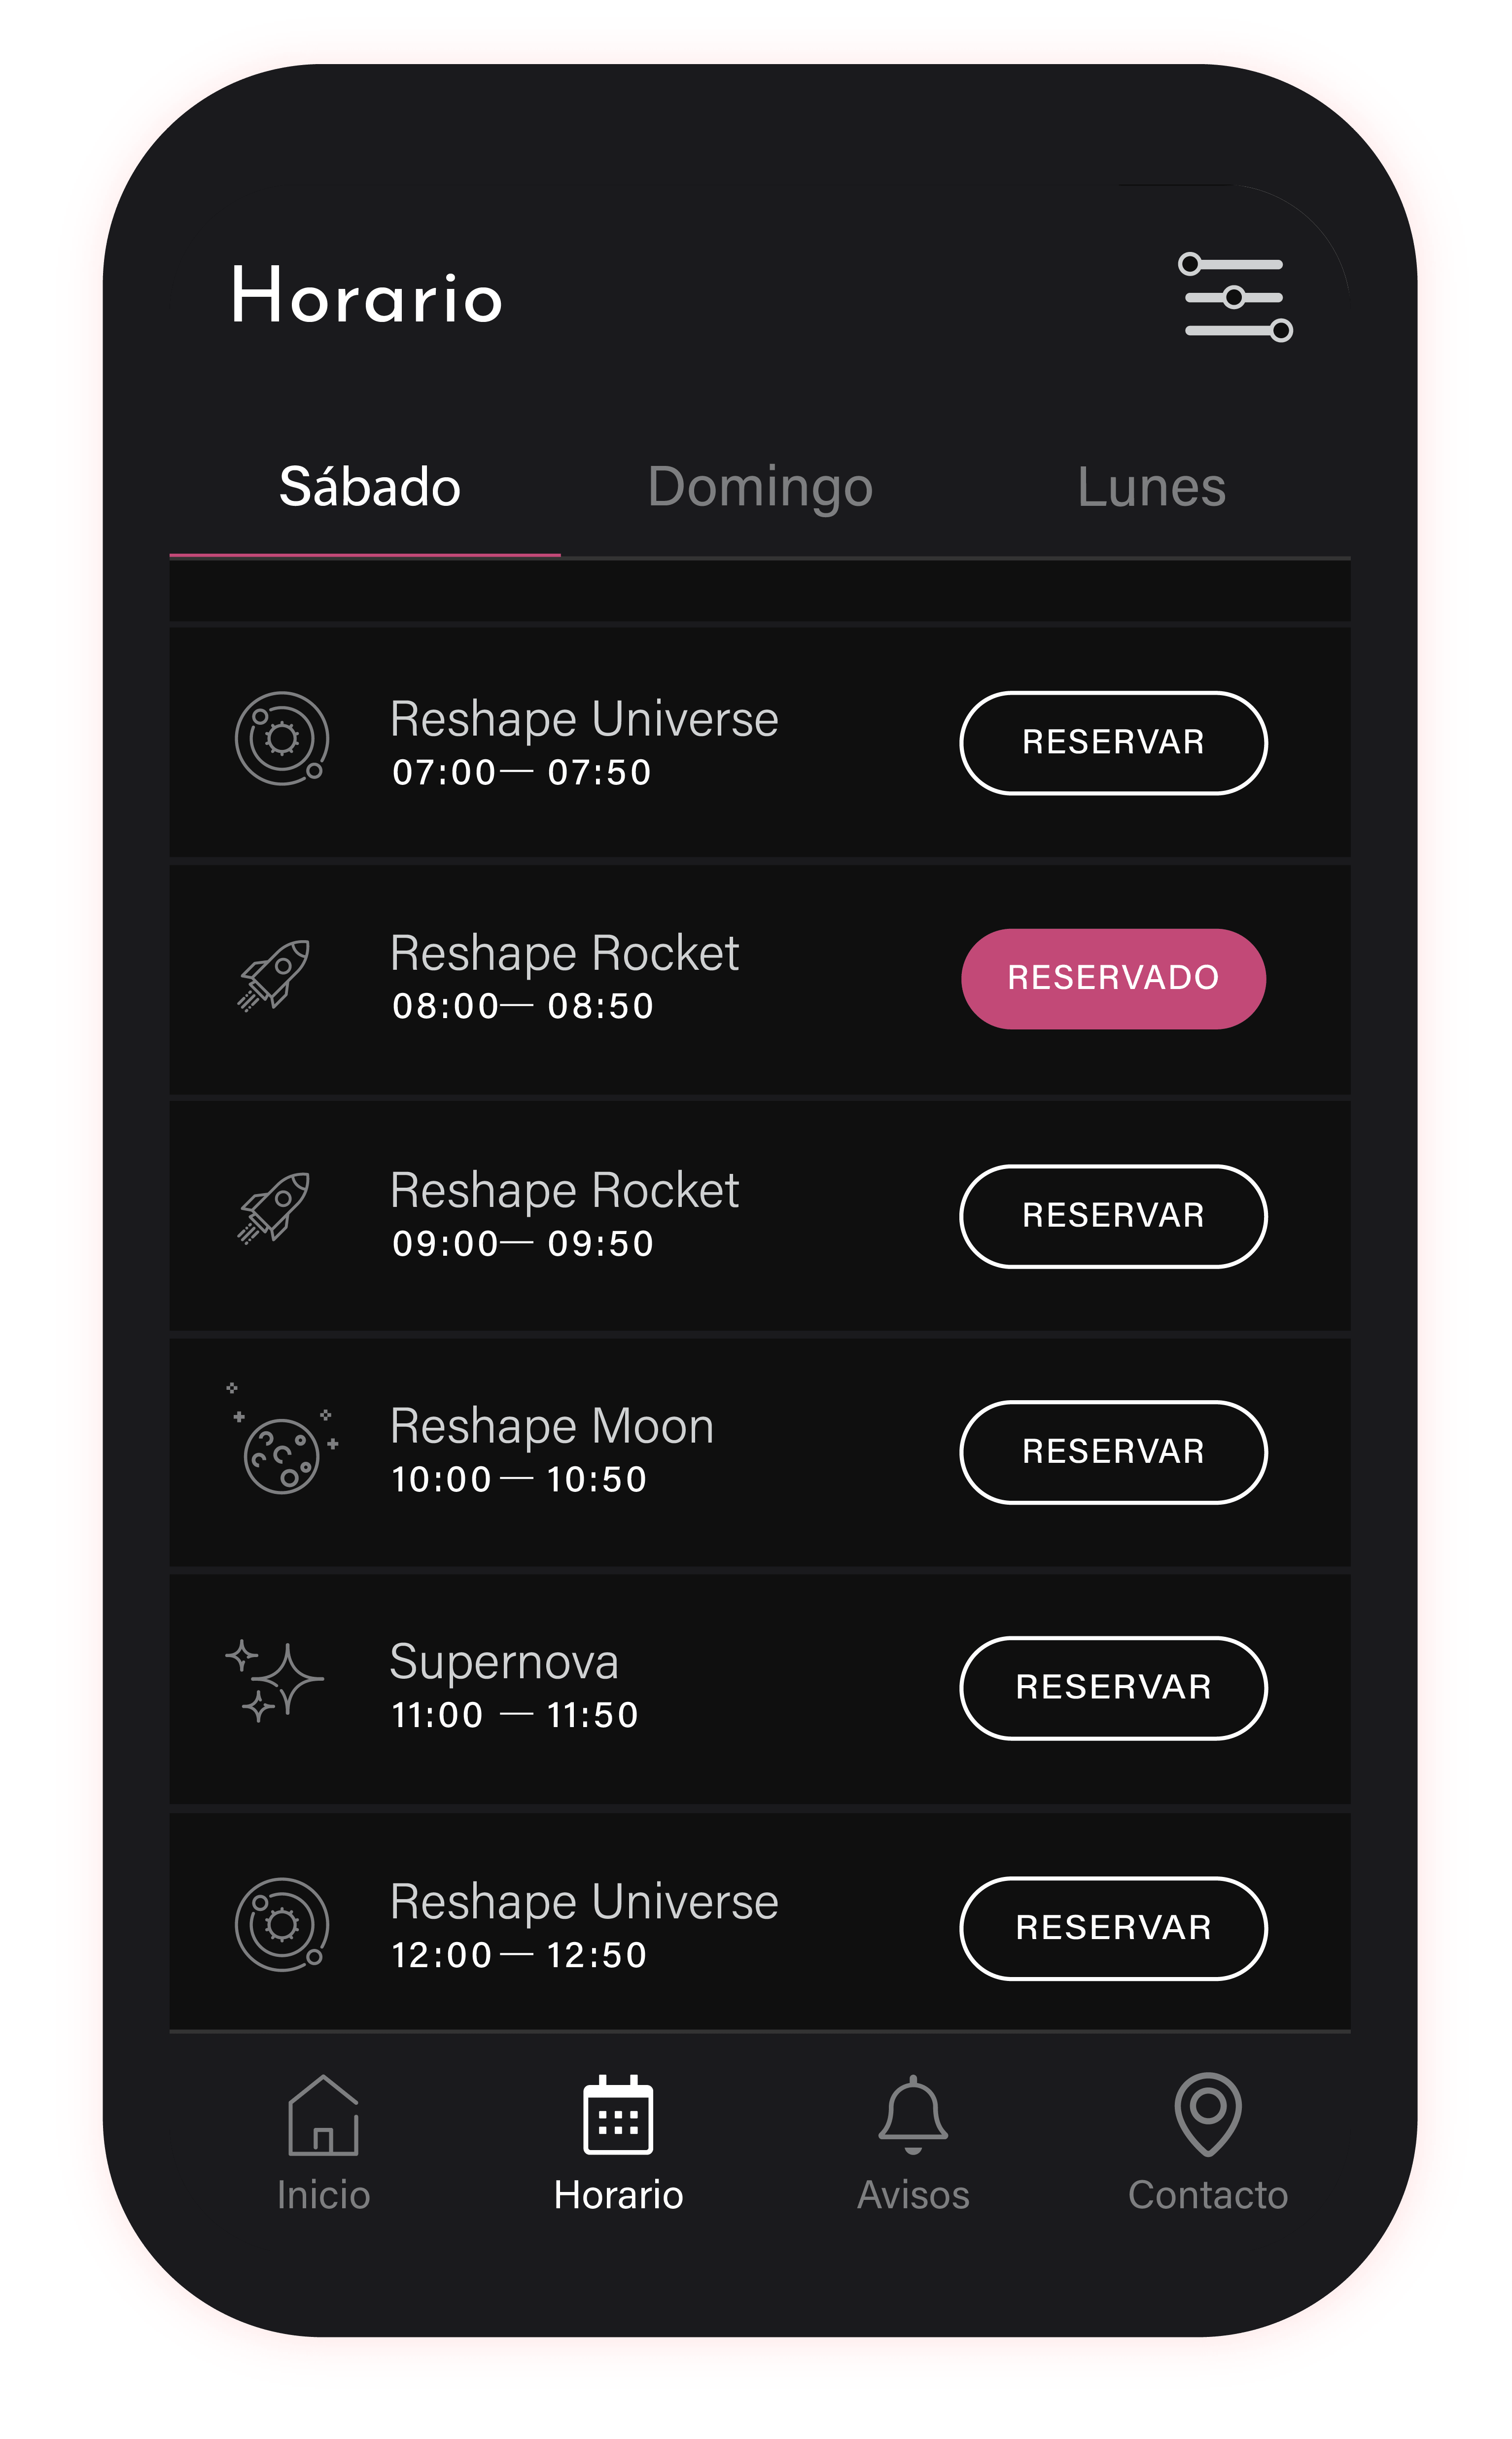 Horario
Sábado Domingo Lunes
Reshape Universe
07:00— 07:50
RESERVAR
Reshape Rocket
08:00— 08:50
RESERVADO
Reshape Rocket
09:00— 09:50
RESERVAR
Reshape Moon
10:00 — 10:50
RESERVAR
Supernova
11:00 — 11:50
RESERVAR
Reshape Universe
12:00 — 12:50
RESERVAR
Inicio Horario Avisos Contacto